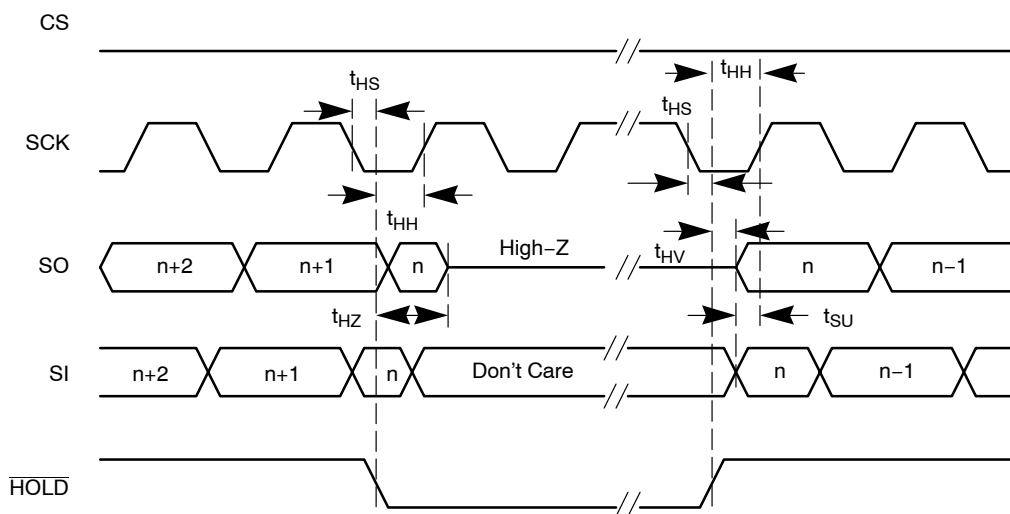 CS
tHS
tHH
tHS
SCK
tHH
SO
n+2
n+1
n
High−Z
tHV
n
n−1
tHZ
tSU
SI
n+2
n+1
n
Don't Care
n
n−1
HOLD